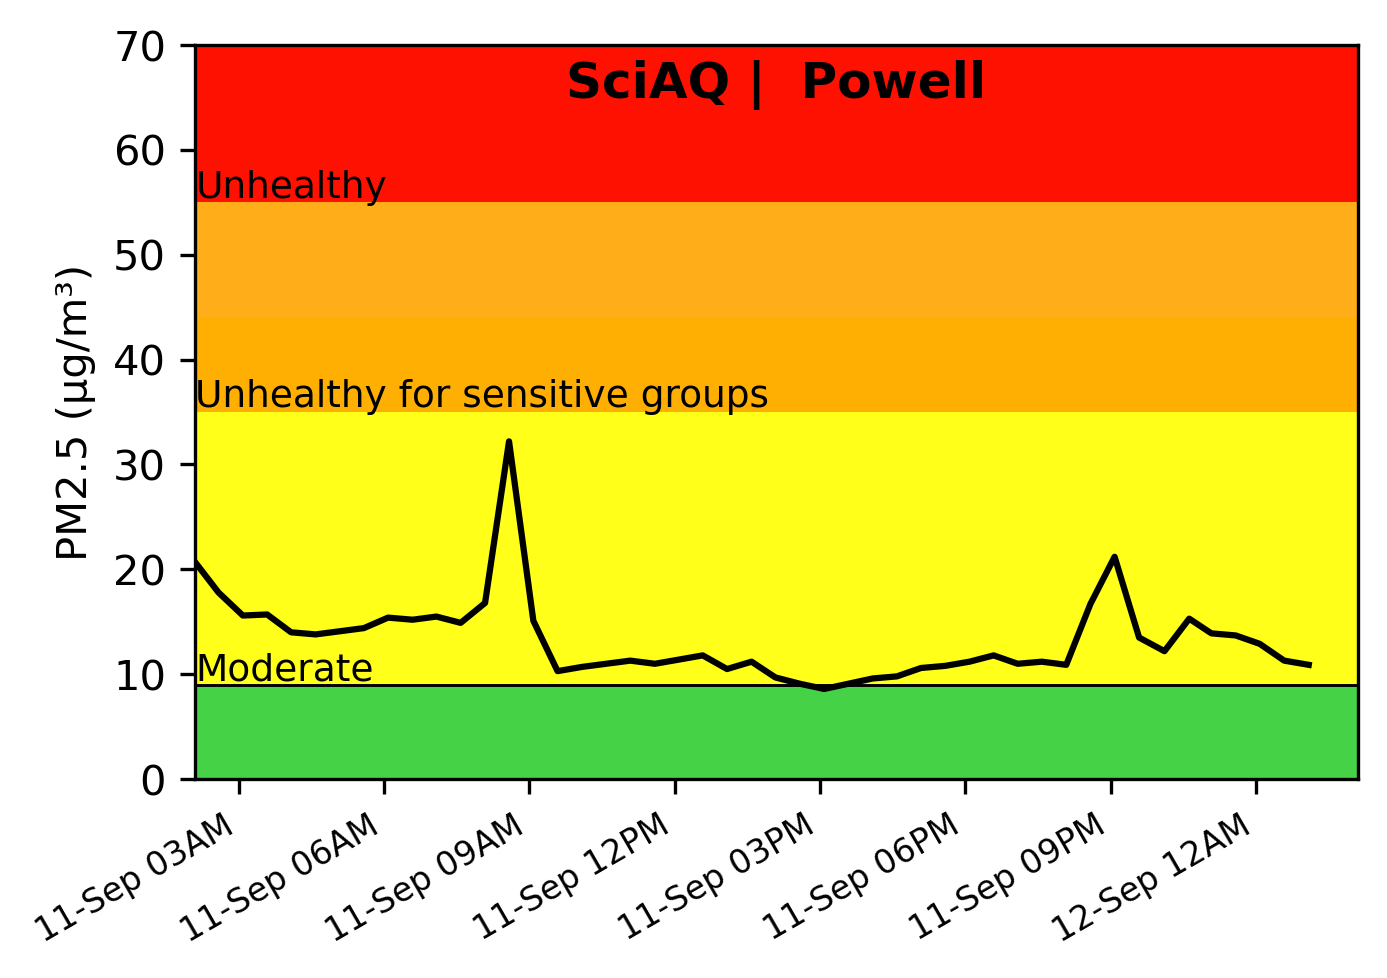 SciAQ |  Powell
PM2.5 (µg/m³)
70
60
50
40
30
20
10
0
Unhealthy
Unhealthy for sensitive groups
Moderate
11-Sep 03AM
11-Sep 06AM
11-Sep 09AM
11-Sep 12PM
11-Sep 03PM
11-Sep 06PM
11-Sep 09PM
12-Sep 12AM